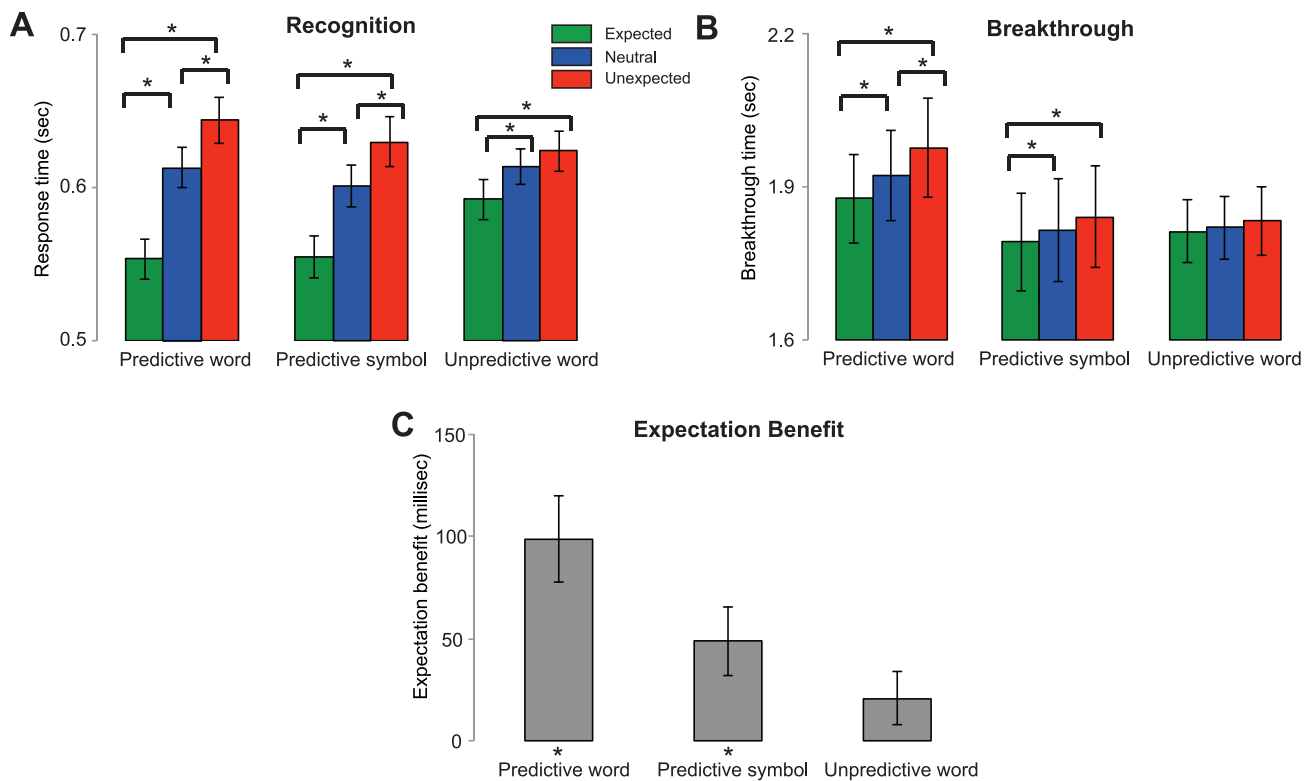 A
Recognition
Expected
Neutral
Unexpected
Response time (sec)
0.7
0.6
0.5
*
*
*
*
*
*
*
*
Predictive word
Predictive symbol
Unpredictive word
B
Breakthrough
Breakthrough time (sec)
2.2
1.9
1.6
*
*
*
*
*
Predictive word
Predictive symbol
Unpredictive word
C
Expectation Benefit
Expectation benefit (millisec)
150
100
50
0
*
*
Predictive word
Predictive symbol
Unpredictive word